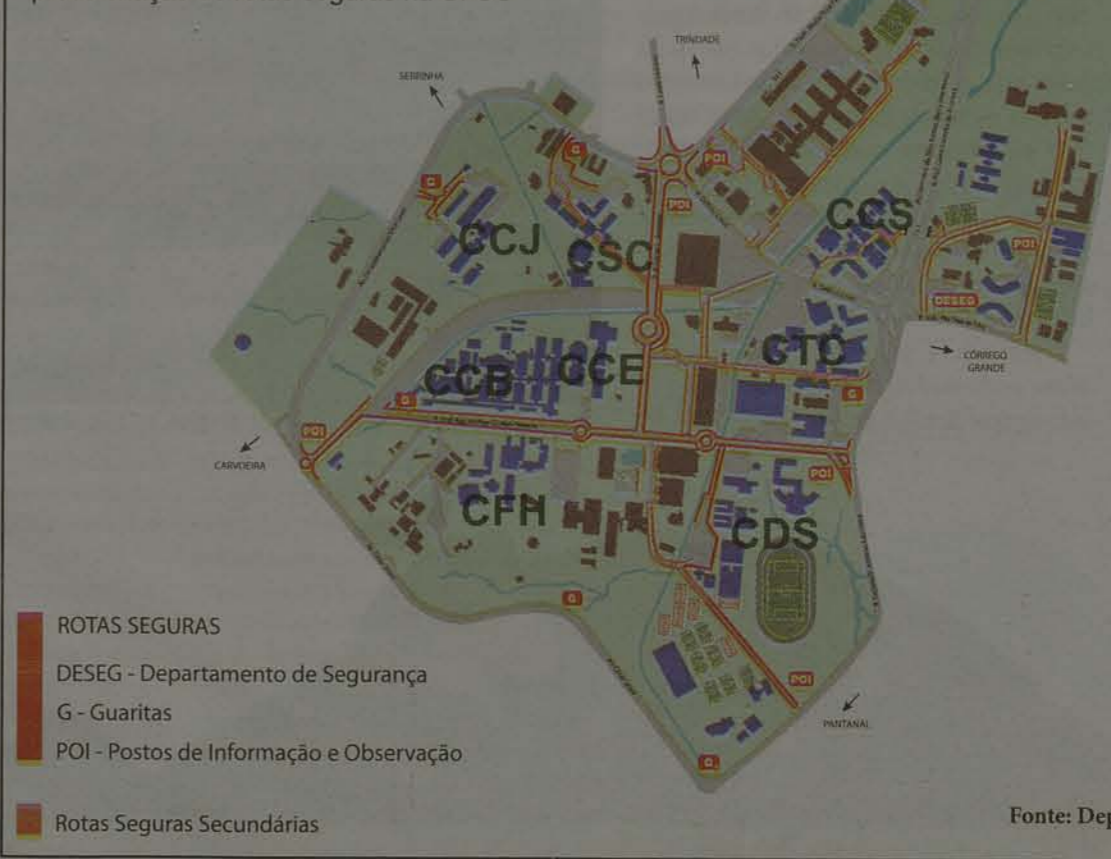 TRINDADE
SERRINHA
G
POI
G
POI
CCS
CCJ
CSC
POI
DESEG
CTC
CÓRREGO
GRANDE
CCE
CCB
G
G
POI
CARVOEIRA
POI
CFH
CDS
G
POI
PANTANAL
G
ROTAS SEGURAS
DESEG - Departamento de Segurança
G - Guaritas
POI - Postos de Informação e Observação
Rotas Seguras Secundárias
Fonte: Dep